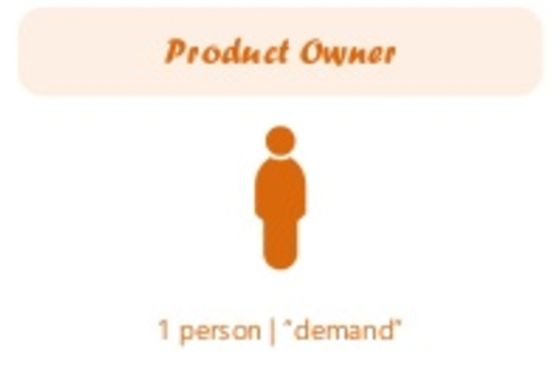 Product Owner
1 person | "demand"